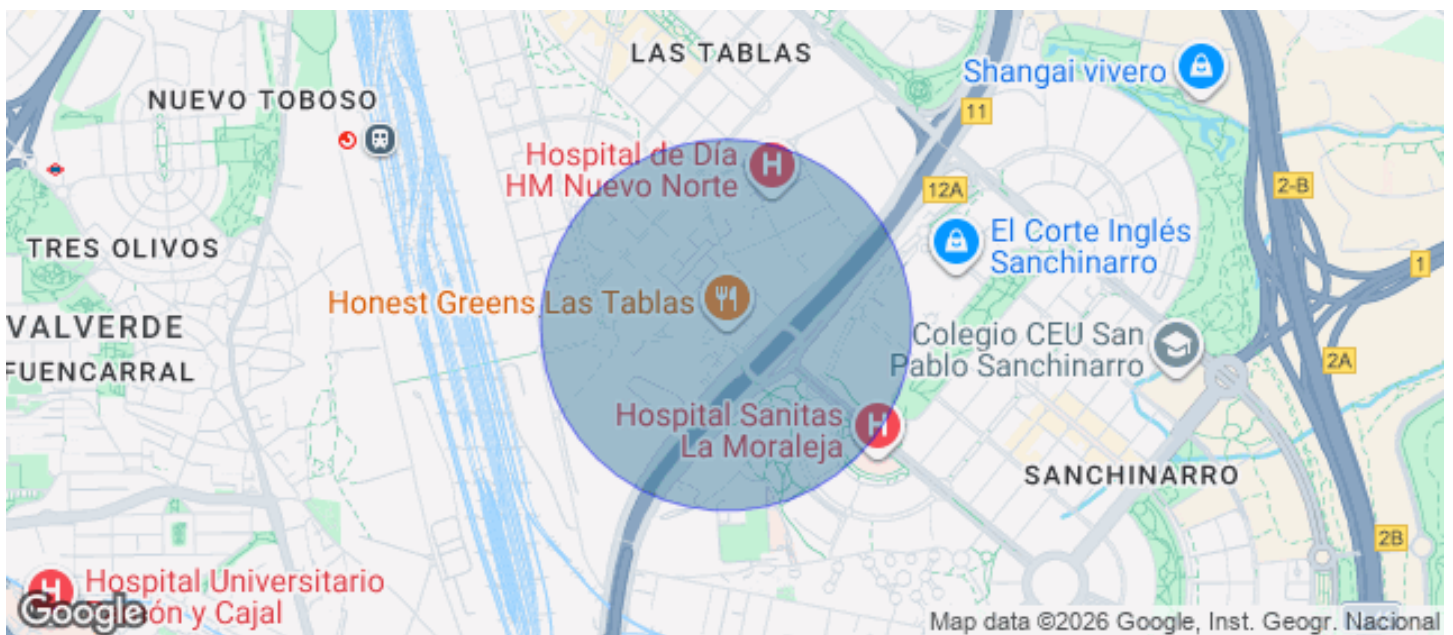 LAS TABLAS
Shangai vivero
NUEVO TOBOSO
11
Hospital de Día
HM Nuevo Norte
12A
2-B
TRES OLIVOS
El Corte Inglés
Sanchinarro
1
Honest Greens Las Tablas
VALVERDE
FUENCARRAL
Colegio CEU San
Pablo Sanchinarro
2A
Hospital Sanitas
La Moraleja
SANCHINARRO
2B
Hospital Universitario
y Cajal
Google
Map data ©2026 Google, Inst. Geogr. Nacional